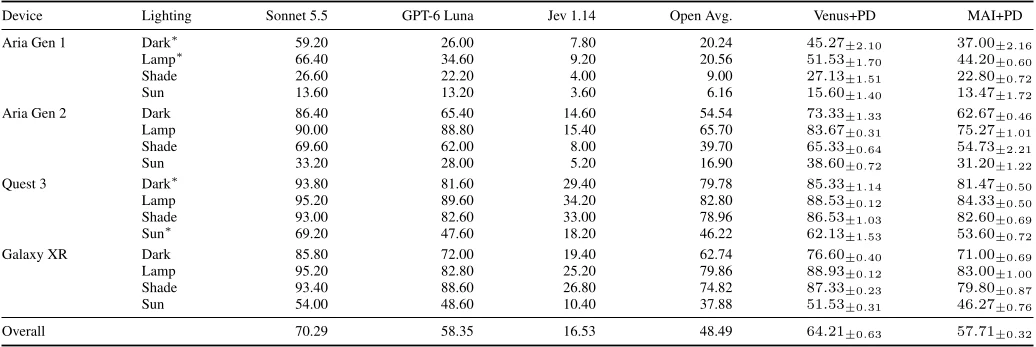 Device Lighting Sonnet 5.5 GPT-6 Luna Jev 1.14 Open Avg. Venus+PD MAI+PD
Aria Gen 1 Dark* 59.20 26.00 7.80 20.24 45.27±2.10 37.00±2.16
Lamp* 66.40 34.60 9.20 20.56 51.53±1.70 44.20±0.60
Shade 26.60 22.20 4.00 9.00 27.13±1.51 22.80±0.72
Sun 13.60 13.20 3.60 6.16 15.60±1.40 13.47±1.72
Aria Gen 2 Dark 86.40 65.40 14.60 54.54 73.33±1.33 62.67±0.46
Lamp 90.00 88.80 15.40 65.70 83.67±0.31 75.27±1.01
Shade 69.60 62.00 8.00 39.70 65.33±0.64 54.73±2.21
Sun 33.20 28.00 5.20 16.90 38.60±0.72 31.20±1.22
Quest 3 Dark* 93.80 81.60 29.40 79.78 85.33±1.14 81.47±0.50
Lamp 95.20 89.60 34.20 82.80 88.53±0.12 84.33±0.50
Shade 93.00 82.60 33.00 78.96 86.53±1.03 82.60±0.69
Sun* 69.20 47.60 18.20 46.22 62.13±1.53 53.60±0.72
Galaxy XR Dark 85.80 72.00 19.40 62.74 76.60±0.40 71.00±0.69
Lamp 95.20 82.80 25.20 79.86 88.93±0.12 83.00±1.00
Shade 93.40 88.60 26.80 74.82 87.33±0.23 79.80±0.87
Sun 54.00 48.60 10.40 37.88 51.53±0.31 46.27±0.76
Overall 70.29 58.35 16.53 48.49 64.21±0.63 57.71±0.32